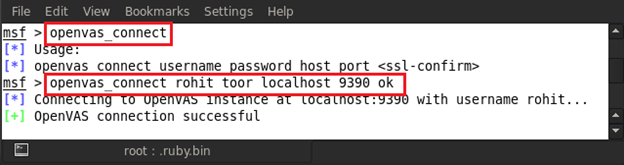 File Edit View Bookmarks Settings Help
msf > openvas_connect
[*] Usage:
[*] openvas_connect username password host port <ssl-confirm>
msf > openvas_connect rohit toor localhost 9390 ok
[*] Connecting to OpenVAS instance at localhost:9390 with username rohit...
[+] OpenVAS connection successful
root : .ruby.bin